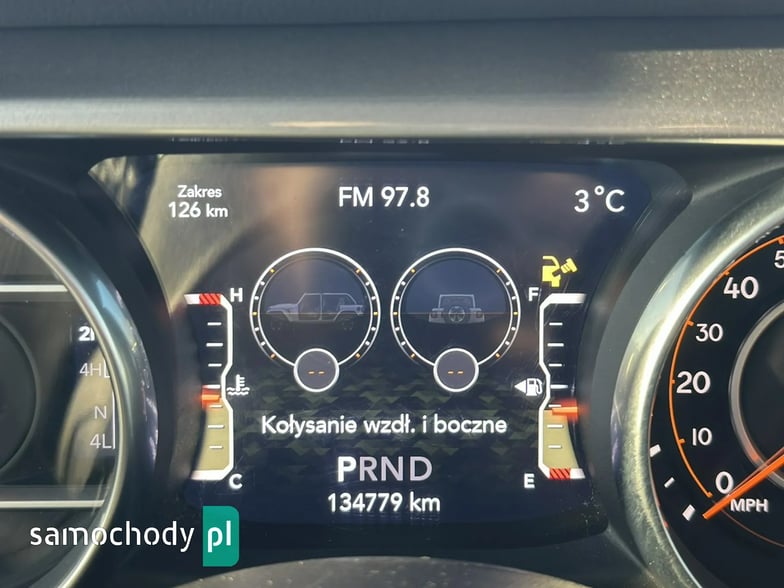 Zakres
126 km
FM 97.8
3°C
H
F
C
E
-- --
Kołysanie wzdł. i boczne
PRND
134779 km
4H
N
4L
40
30
20
10
0
MPH
samochody pl